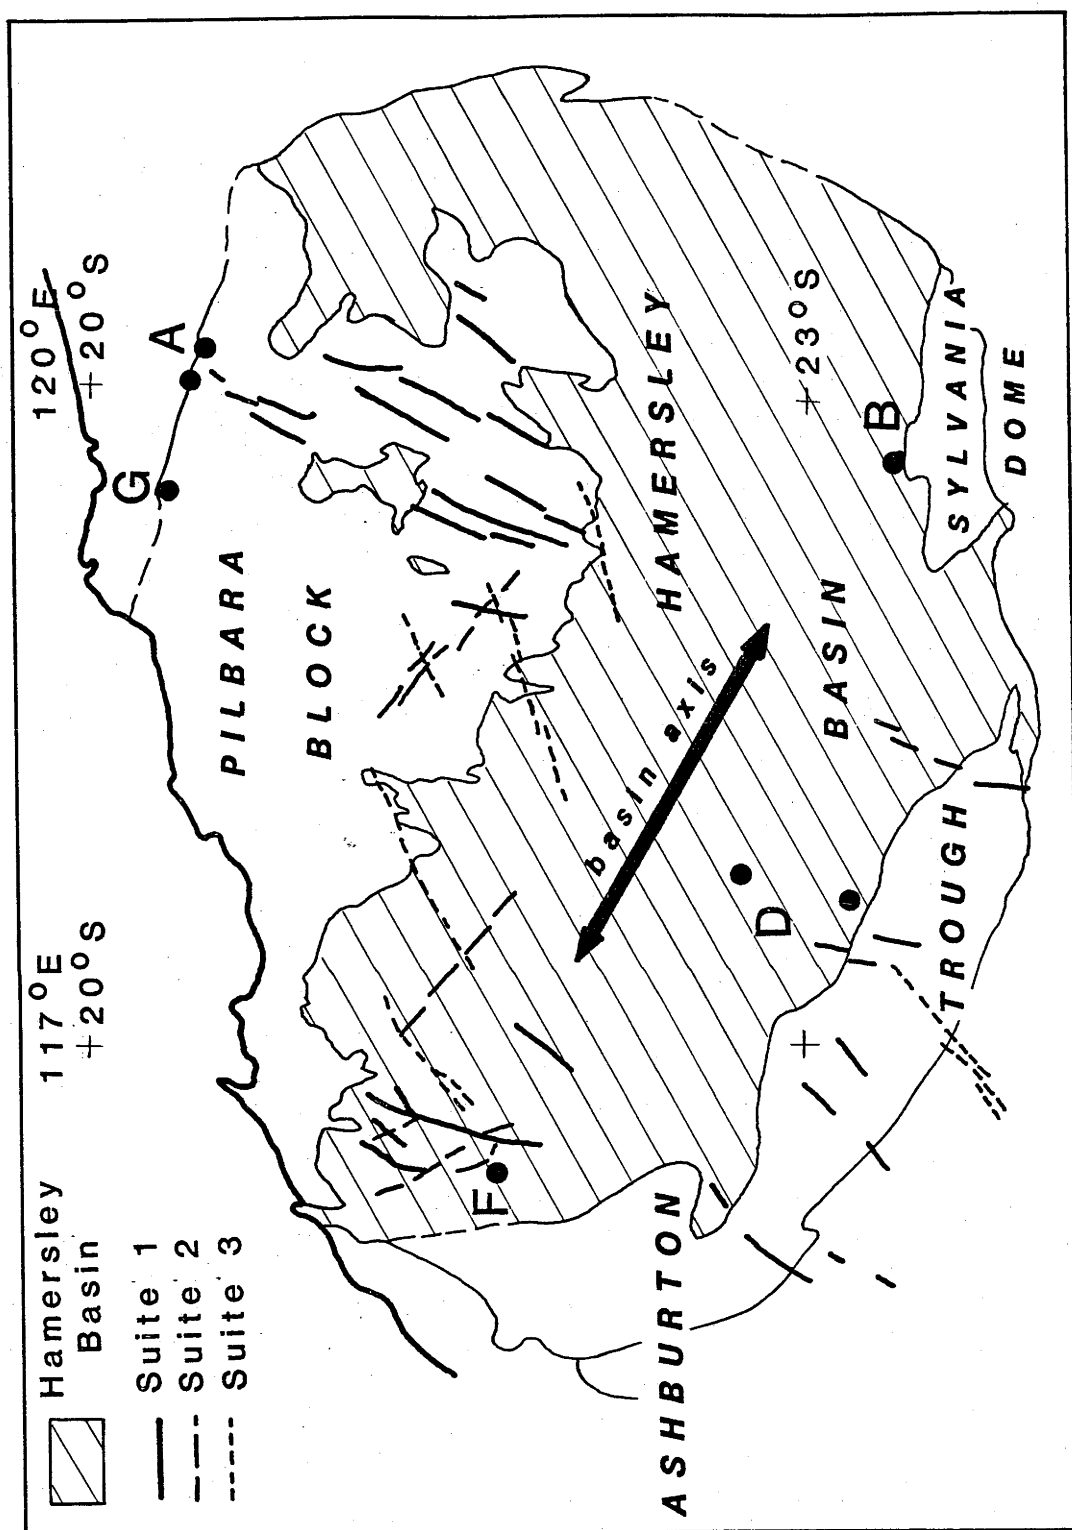 Hamersley
Basin
Suite 1
Suite 2
Suite 3
117°E
+20°S
120°E
+20°S
G
A
PILBARA
BLOCK
F
HAMERSLEY
BASIN
basin axis
D
+23°S
B
SYLVANIA
DOME
ASHBURTON
TROUGH
+